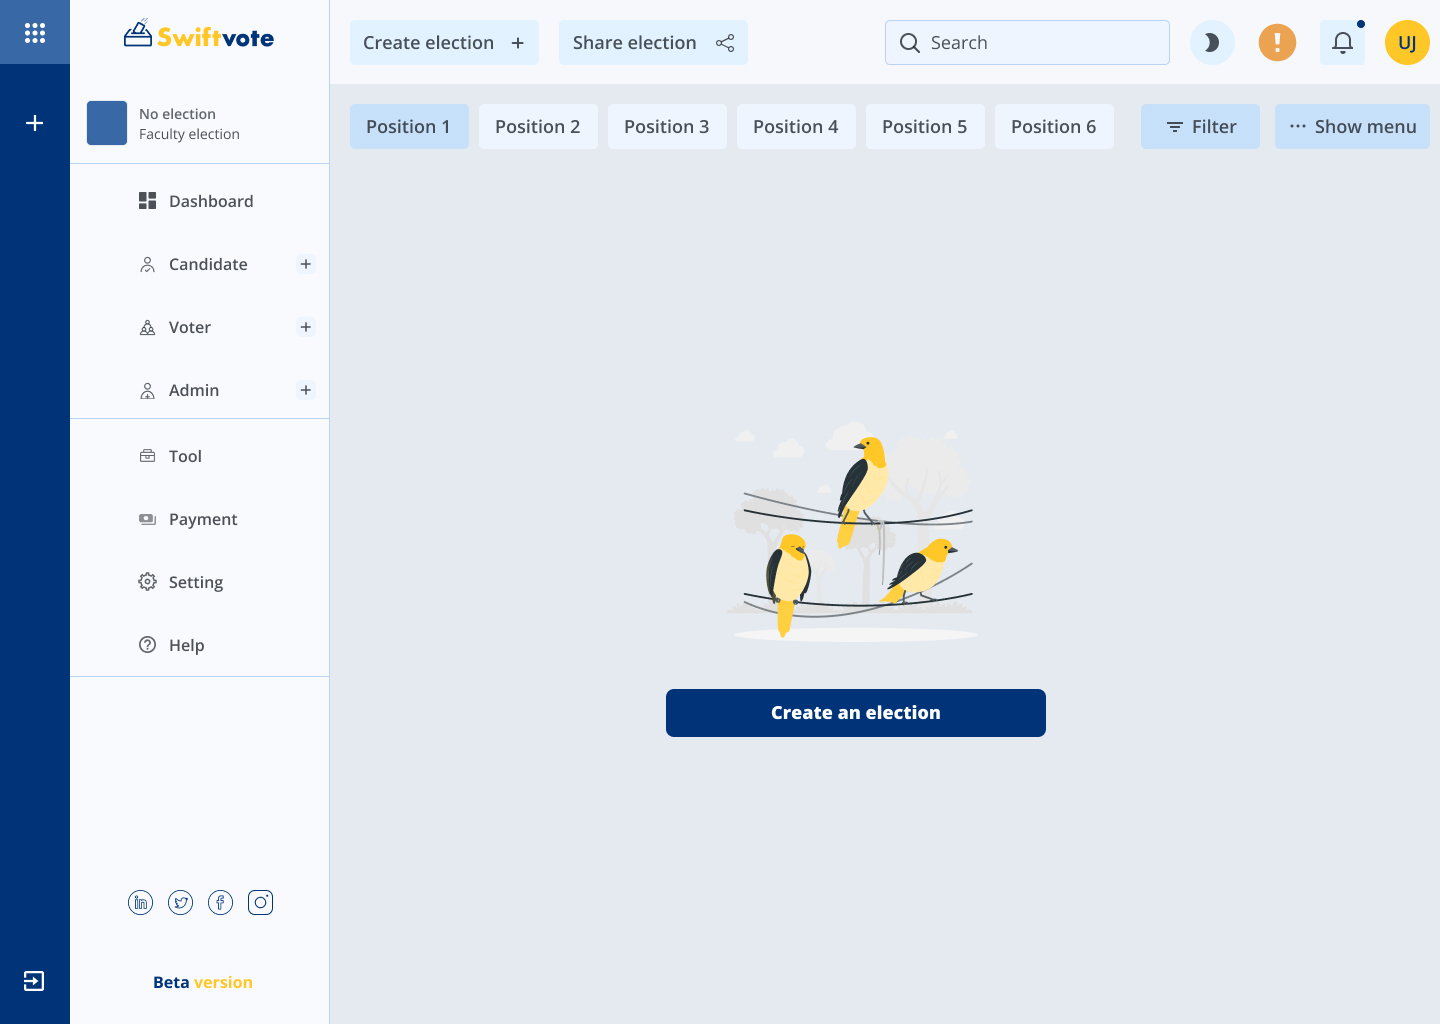 Swiftvote
Create election
Share election
Search
UJ
No election
Faculty election
Position 1
Position 2
Position 3
Position 4
Position 5
Position 6
Filter
Show menu
Dashboard
Candidate
Voter
Admin
Tool
Payment
Setting
Help
Create an election
Beta version